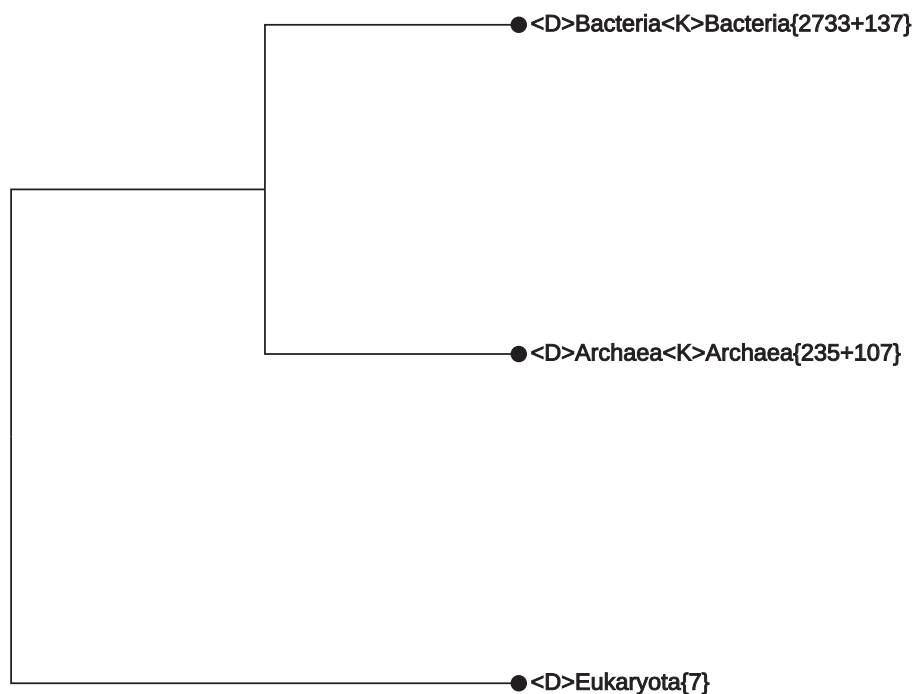 <D>Bacteria<K>Bacteria{2733+137}
<D>Archaea<K>Archaea{235+107}
<D>Eukaryota{7}